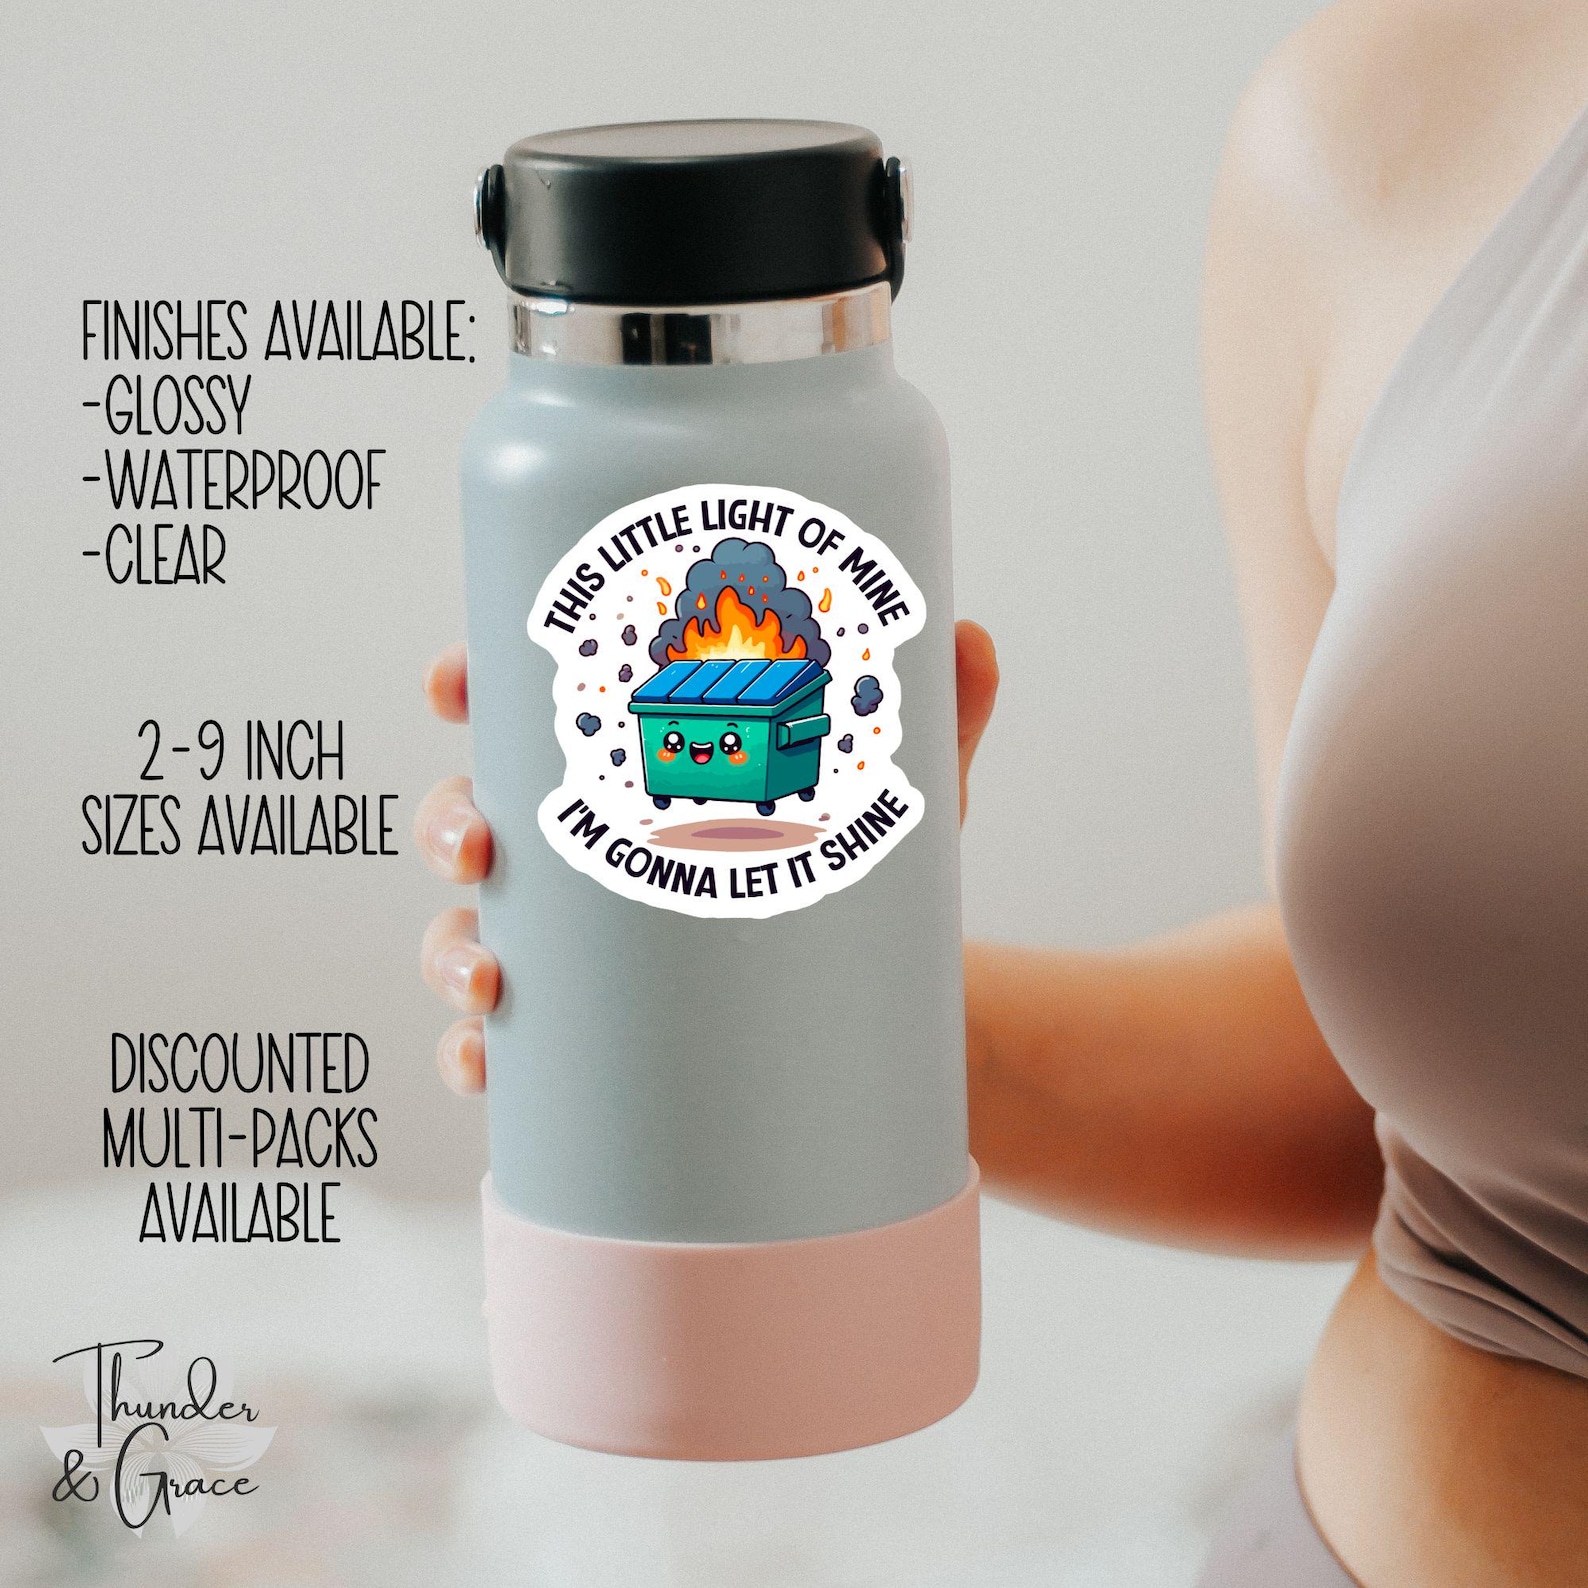 FINISHES AVAILABLE:
-GLOSSY
-WATERPROOF
-CLEAR
2-9 INCH
SIZES AVAILABLE
DISCOUNTED
MULTI-PACKS
AVAILABLE
THIS LITTLE LIGHT OF MINE
I'M GONNA LET IT SHINE
Thunder
& Grace